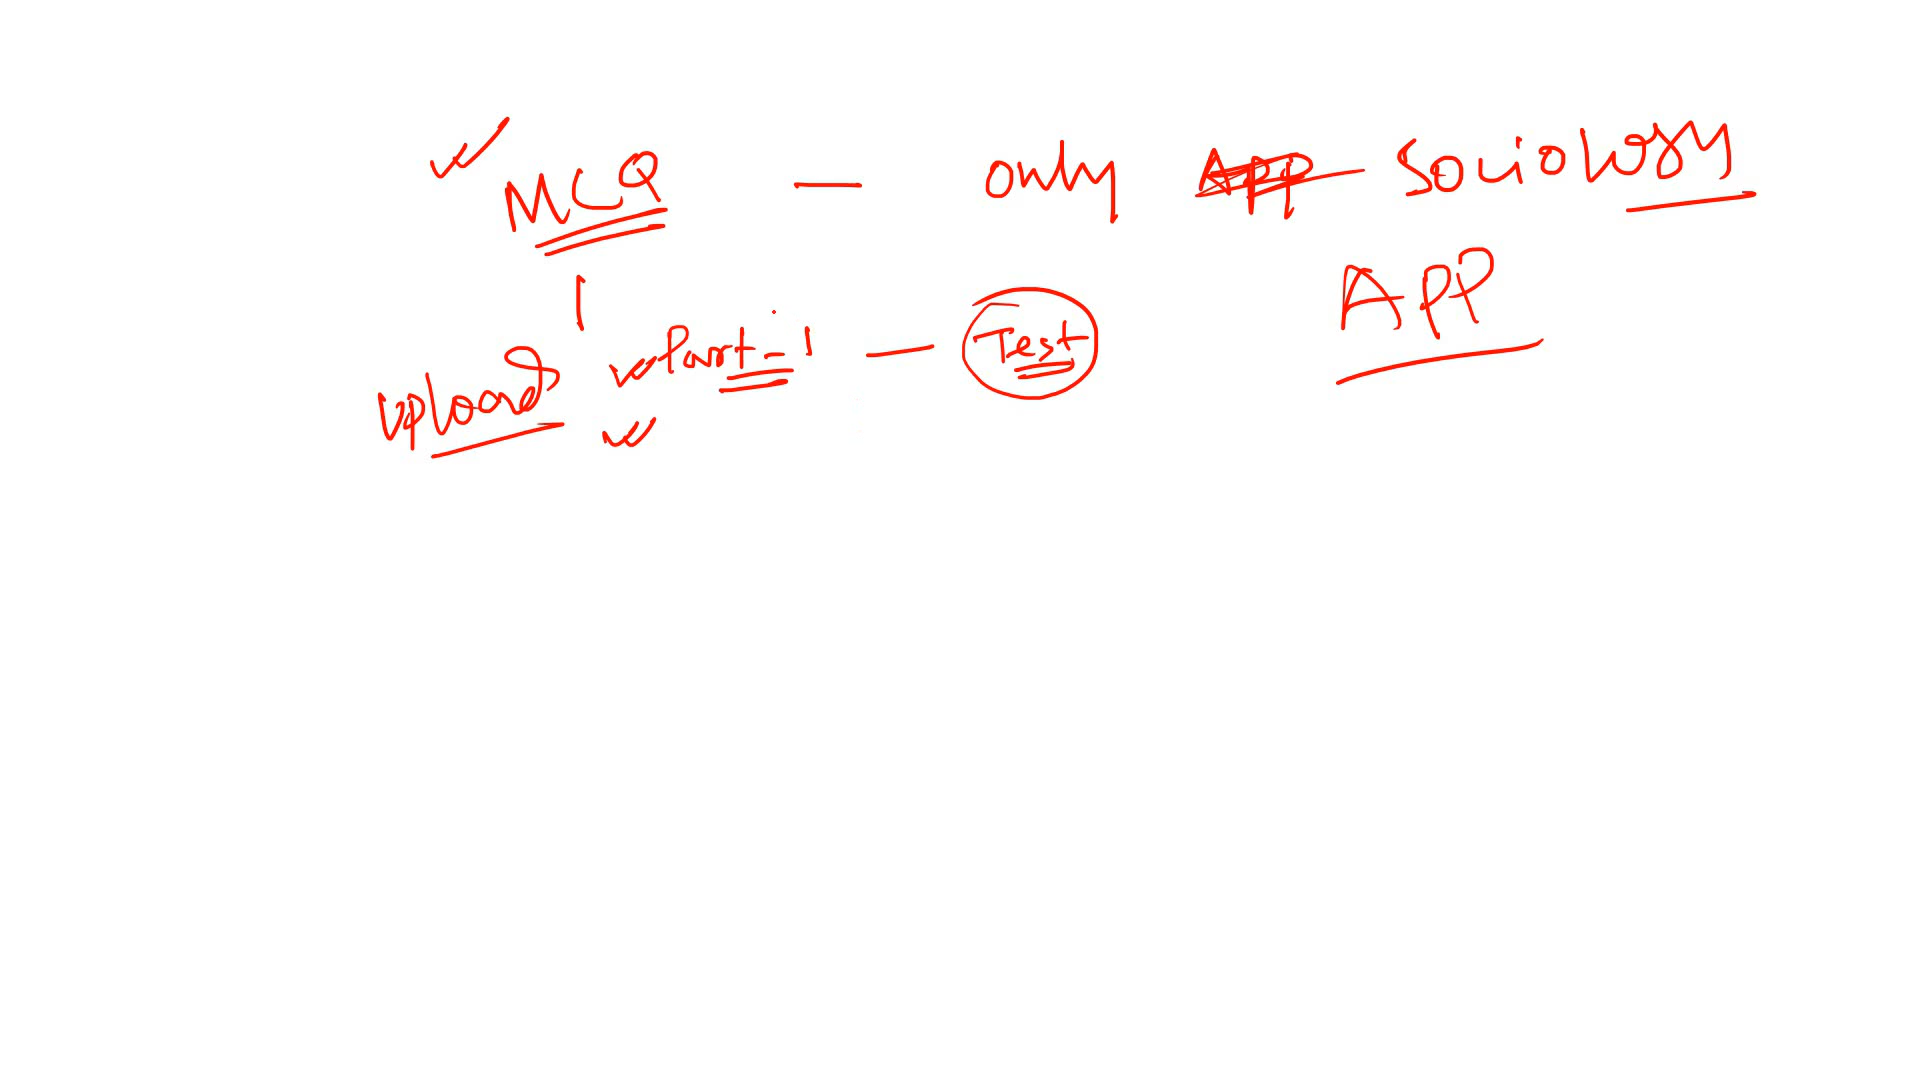 MCQ — only App Sociology
App
Upload Part-1 — Test